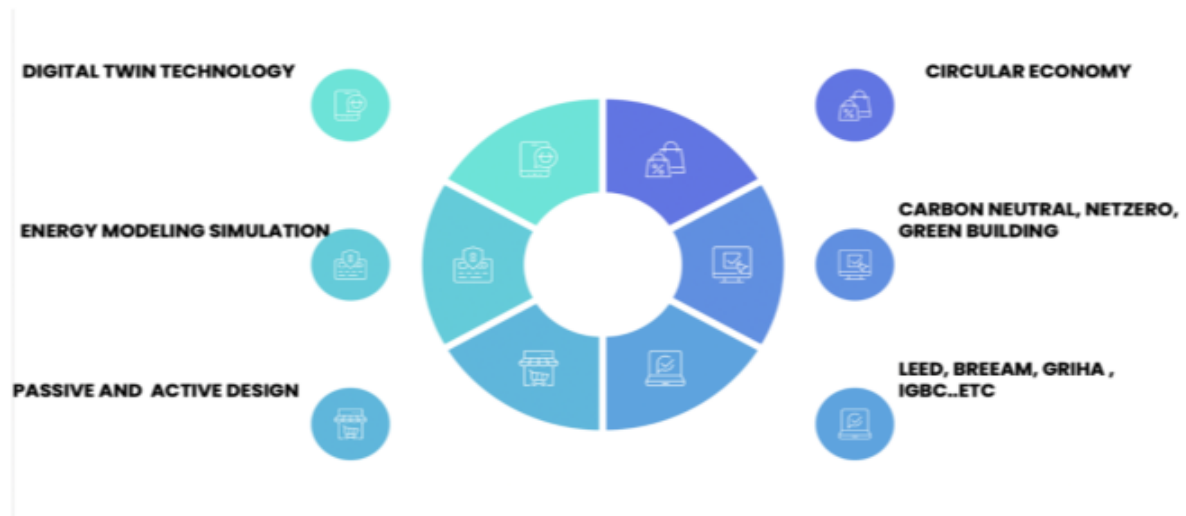 DIGITAL TWIN TECHNOLOGY
ENERGY MODELING SIMULATION
PASSIVE AND ACTIVE DESIGN
CIRCULAR ECONOMY
CARBON NEUTRAL, NETZERO,
GREEN BUILDING
LEED, BREEAM, GRIHA ,
IGBC..ETC